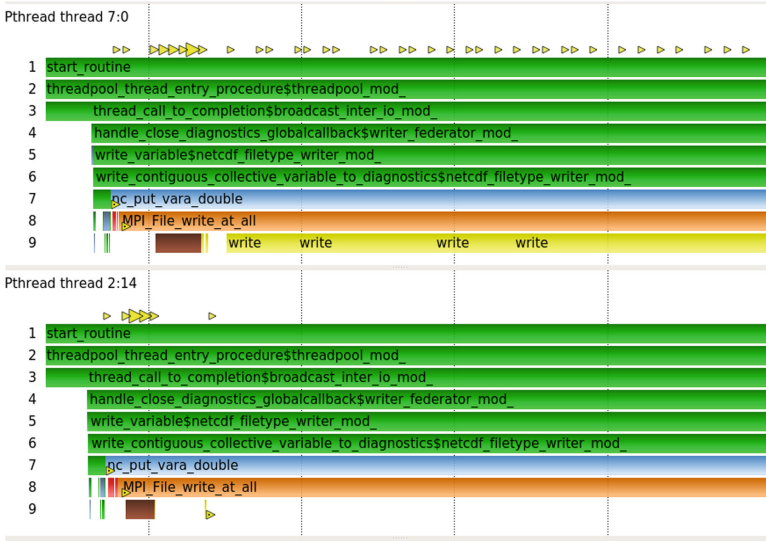 Pthread thread 7:0
1 start_routine
2 threadpool_thread_entry_procedure$threadpool_mod_
3 thread_call_to_completion$broadcast_inter_io_mod_
4 handle_close_diagnostics_globalcallback$writer_federator_mod_
5 write_variable$netcdf_filetype_writer_mod_
6 write_contiguous_collective_variable_to_diagnostics$netcdf_filetype_writer_mod_
7 nc_put_vara_double
8 MPI_File_write_at_all
9 write write write write
Pthread thread 2:14
1 start_routine
2 threadpool_thread_entry_procedure$threadpool_mod_
3 thread_call_to_completion$broadcast_inter_io_mod_
4 handle_close_diagnostics_globalcallback$writer_federator_mod_
5 write_variable$netcdf_filetype_writer_mod_
6 write_contiguous_collective_variable_to_diagnostics$netcdf_filetype_writer_mod_
7 nc_put_vara_double
8 MPI_File_write_at_all
9